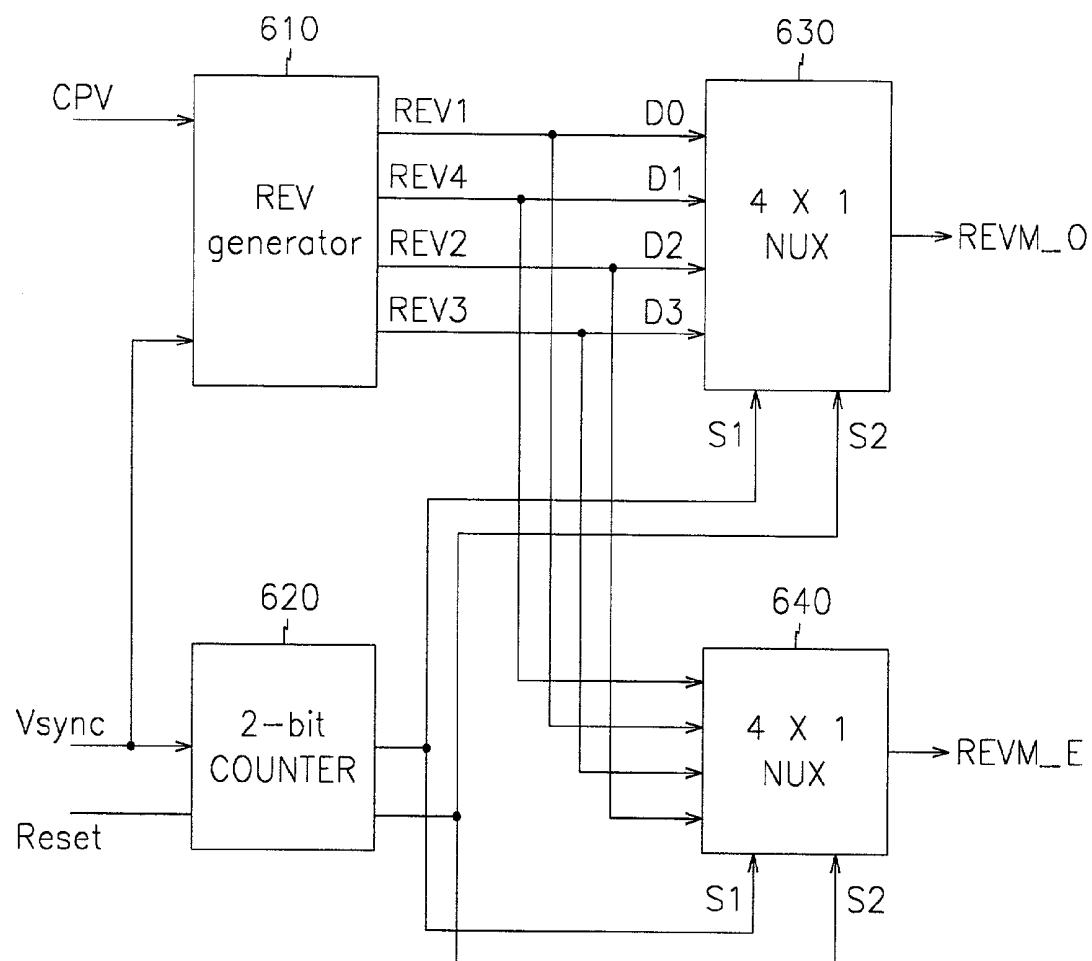 610
630
CPV
REV1
D0
REV4
D1
REV
generator
4 X 1
NUX
REVM_O
REV2
D2
REV3
D3
S1
S2
620
640
Vsync
2-bit
COUNTER
4 X 1
NUX
REVM_E
Reset
S1
S2